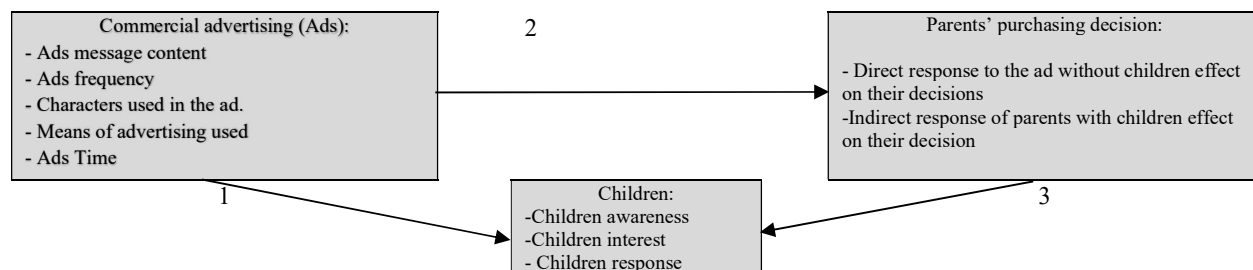 Commercial advertising (Ads):
- Ads message content
- Ads frequency
- Characters used in the ad.
- Means of advertising used
- Ads Time
2
Parents’ purchasing decision:
- Direct response to the ad without children effect
on their decisions
-Indirect response of parents with children effect
on their decision
1
Children:
-Children awareness
-Children interest
- Children response
3